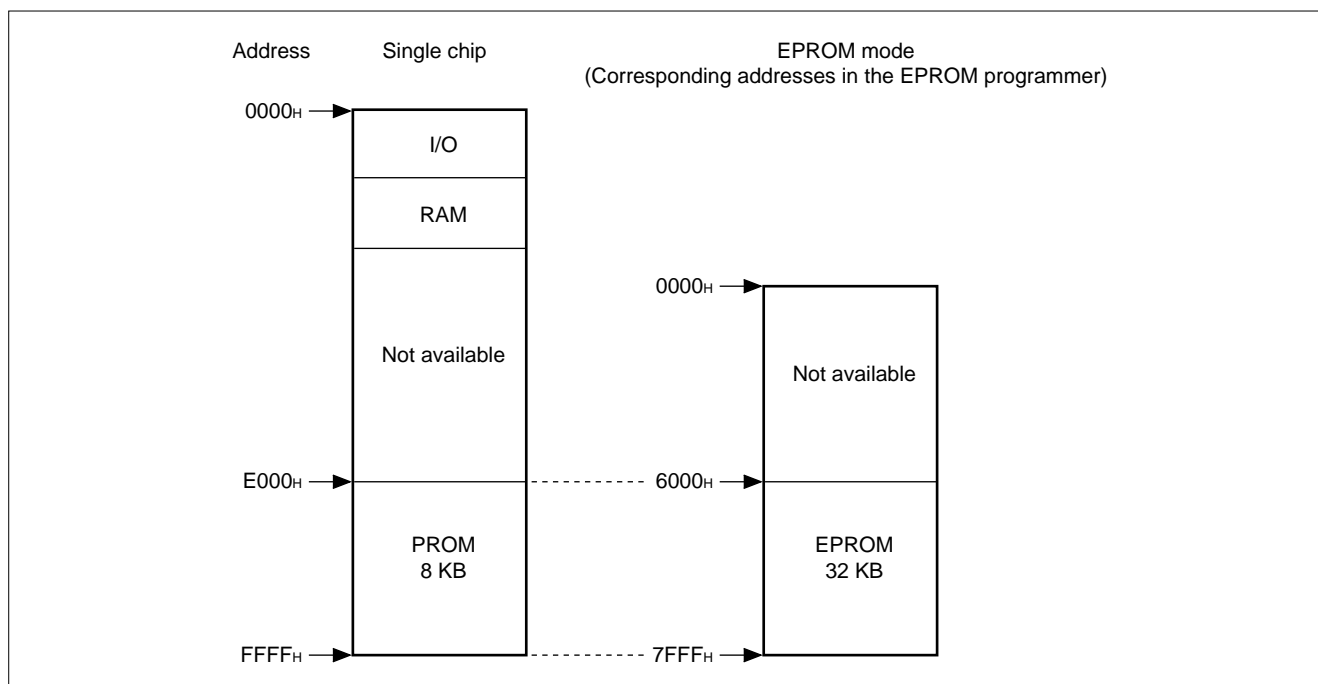 Address
Single chip
EPROM mode
(Corresponding addresses in the EPROM programmer)
0000H
I/O
RAM
Not available
E000H
PROM
8 KB
FFFFH
0000H
Not available
6000H
EPROM
32 KB
7FFFH